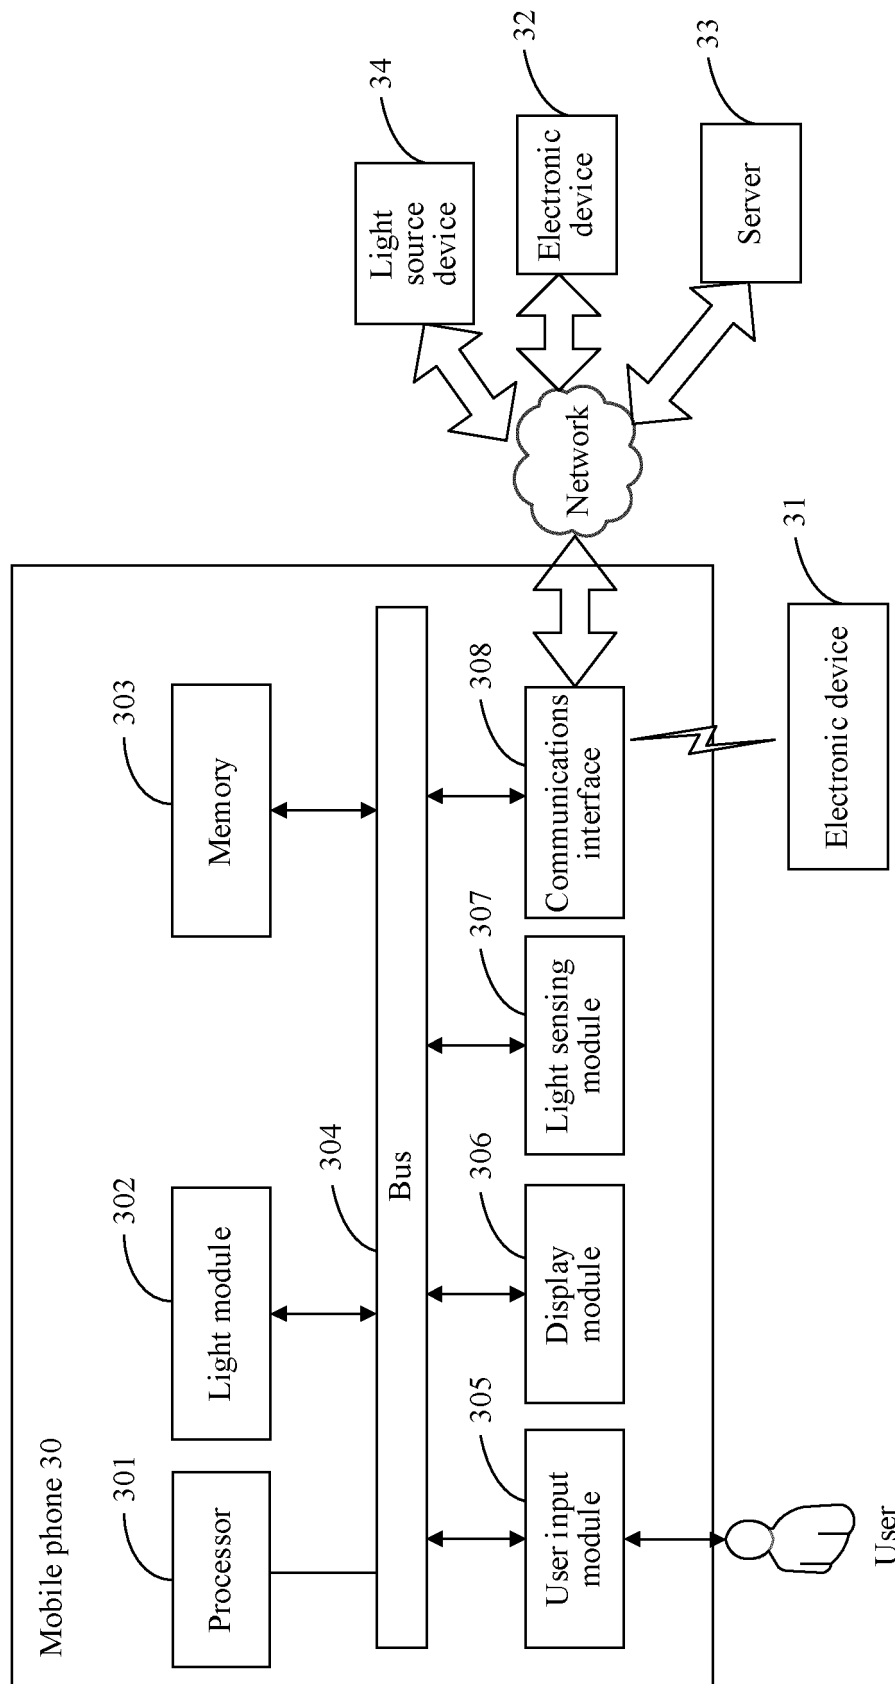 Mobile phone 30
301
Processor
302
Light module
303
Memory
304
Bus
305
User input
module
306
Display
module
307
Light sensing
module
308
Communications
interface
User
Network
31
Electronic device
34
Light
source
device
32
Electronic
device
33
Server